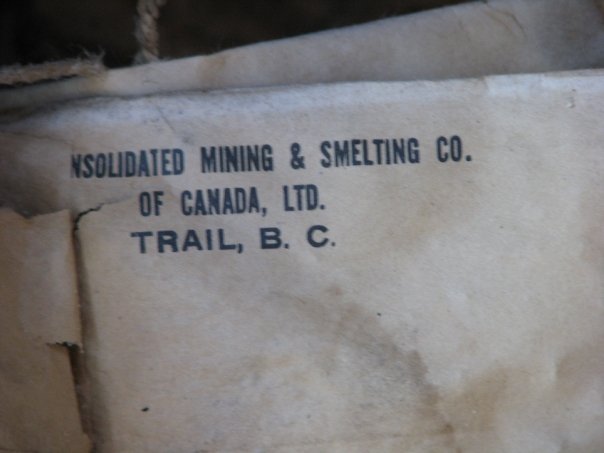 NSOLIDATED MINING & SMELTING CO.
OF CANADA, LTD.
TRAIL, B. C.